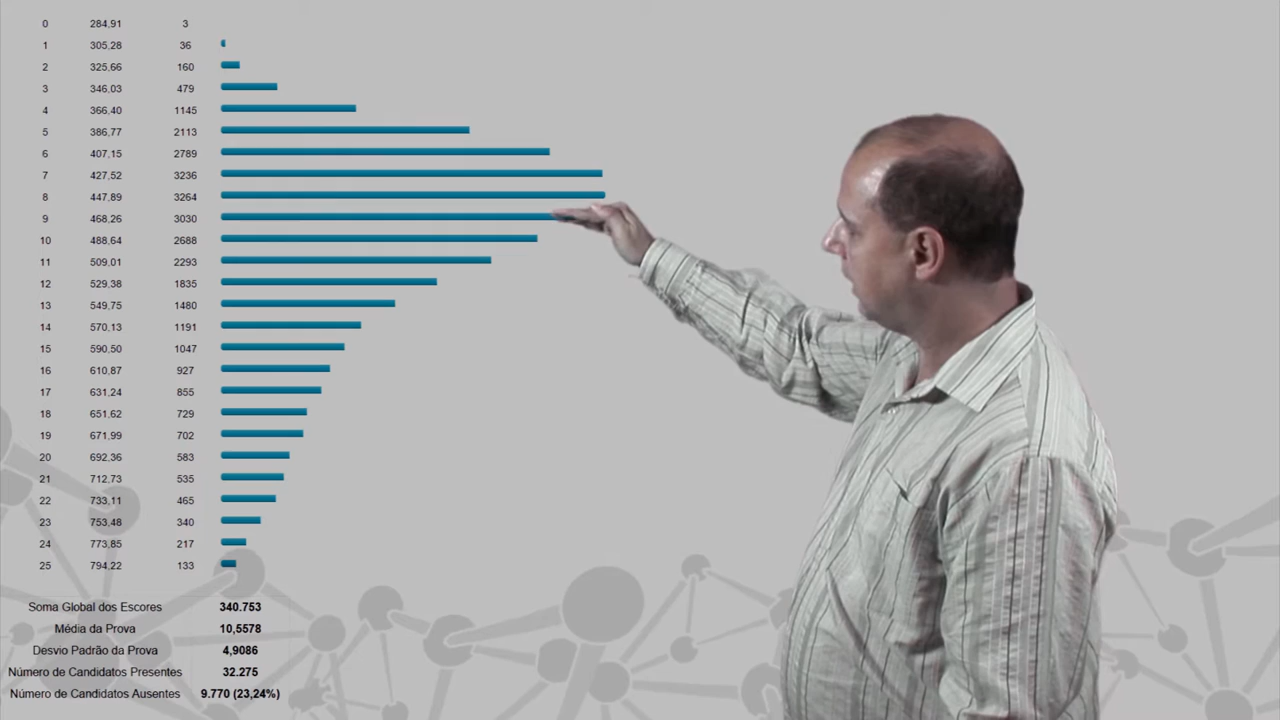 0 284,91 3
1 305,28 36
2 325,66 160
3 346,03 479
4 366,40 1145
5 386,77 2113
6 407,15 2789
7 427,52 3236
8 447,89 3264
9 468,26 3030
10 488,64 2688
11 509,01 2293
12 529,38 1835
13 549,75 1480
14 570,13 1191
15 590,50 1047
16 610,87 927
17 631,24 855
18 651,62 729
19 671,99 702
20 692,36 583
21 712,73 535
22 733,11 465
23 753,48 340
24 773,85 217
25 794,22 133
Soma Global dos Escores 340.753
Média da Prova 10,5578
Desvio Padrão da Prova 4,9086
Número de Candidatos Presentes 32.275
Número de Candidatos Ausentes 9.770 (23,24%)